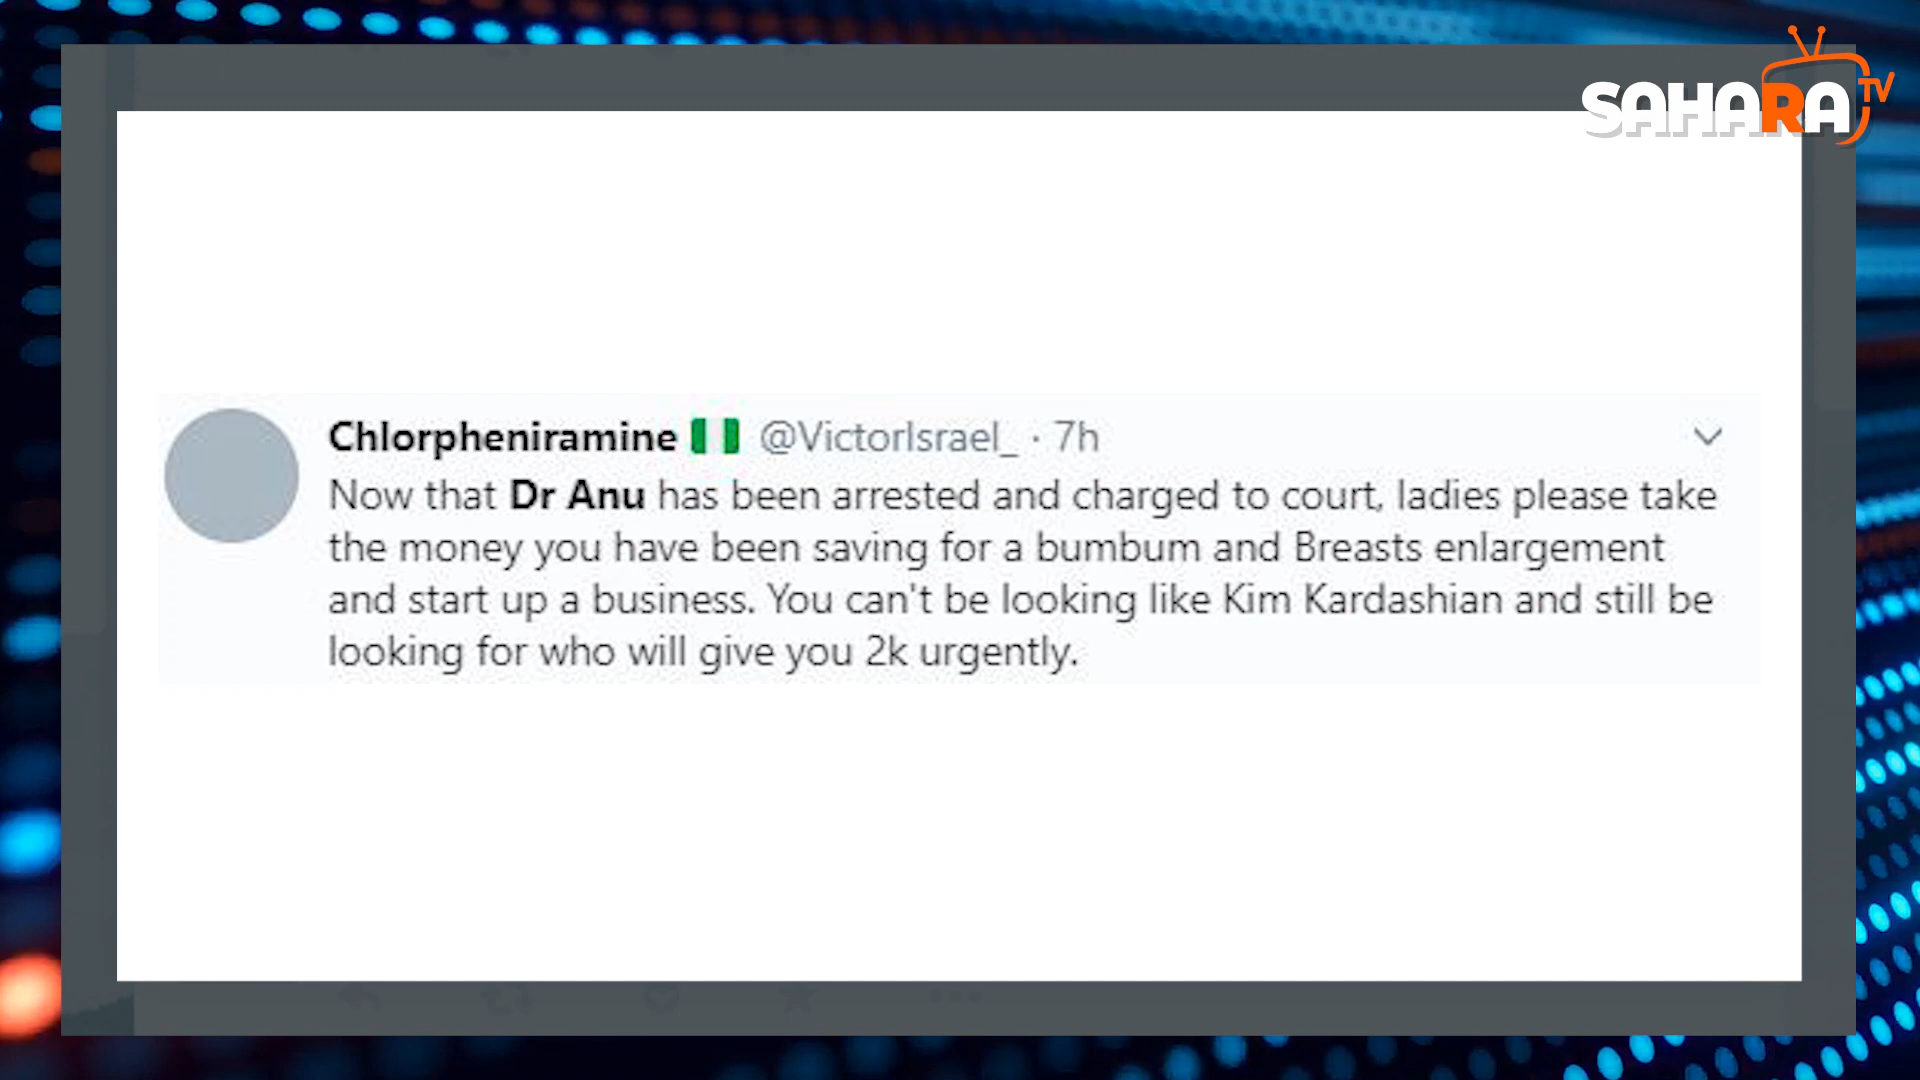 SAHARA TV
Chlorpheniramine 🇳🇬 @VictorIsrael_ · 7h
Now that Dr Anu has been arrested and charged to court, ladies please take
the money you have been saving for a bumbum and Breasts enlargement
and start up a business. You can't be looking like Kim Kardashian and still be
looking for who will give you 2k urgently.